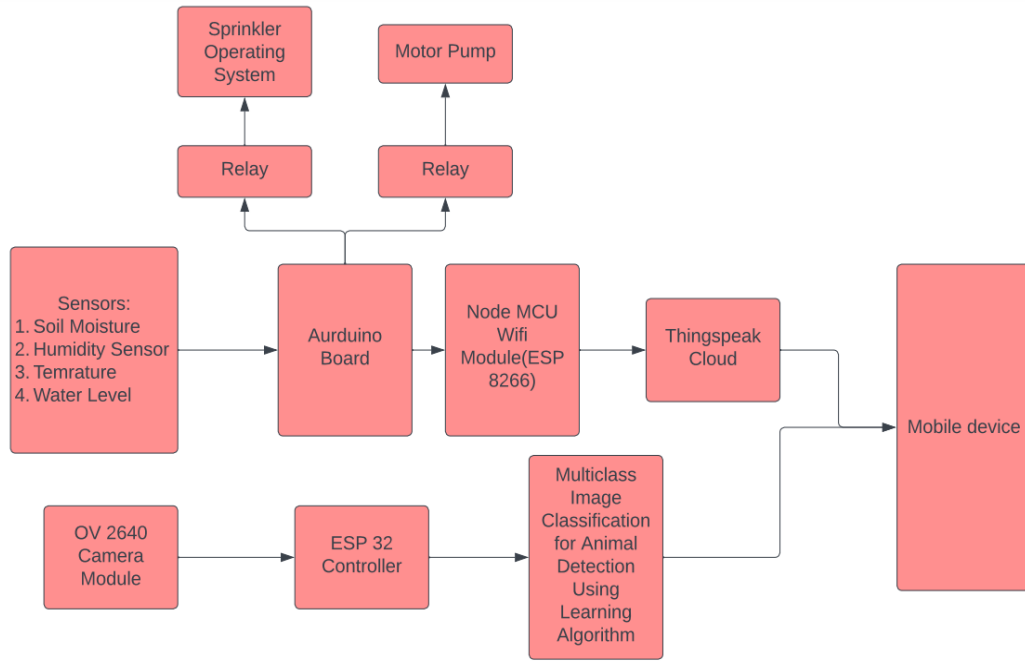 Sprinkler
Operating
System
Motor Pump
Relay
Relay
Sensors:
1. Soil Moisture
2. Humidity Sensor
3. Temrature
4. Water Level
Aurduino
Board
Node MCU
Wifi
Module(ESP
8266)
Thingspeak
Cloud
Mobile device
OV 2640
Camera
Module
ESP 32
Controller
Multiclass
Image
Classification
for Animal
Detection
Using
Learning
Algorithm